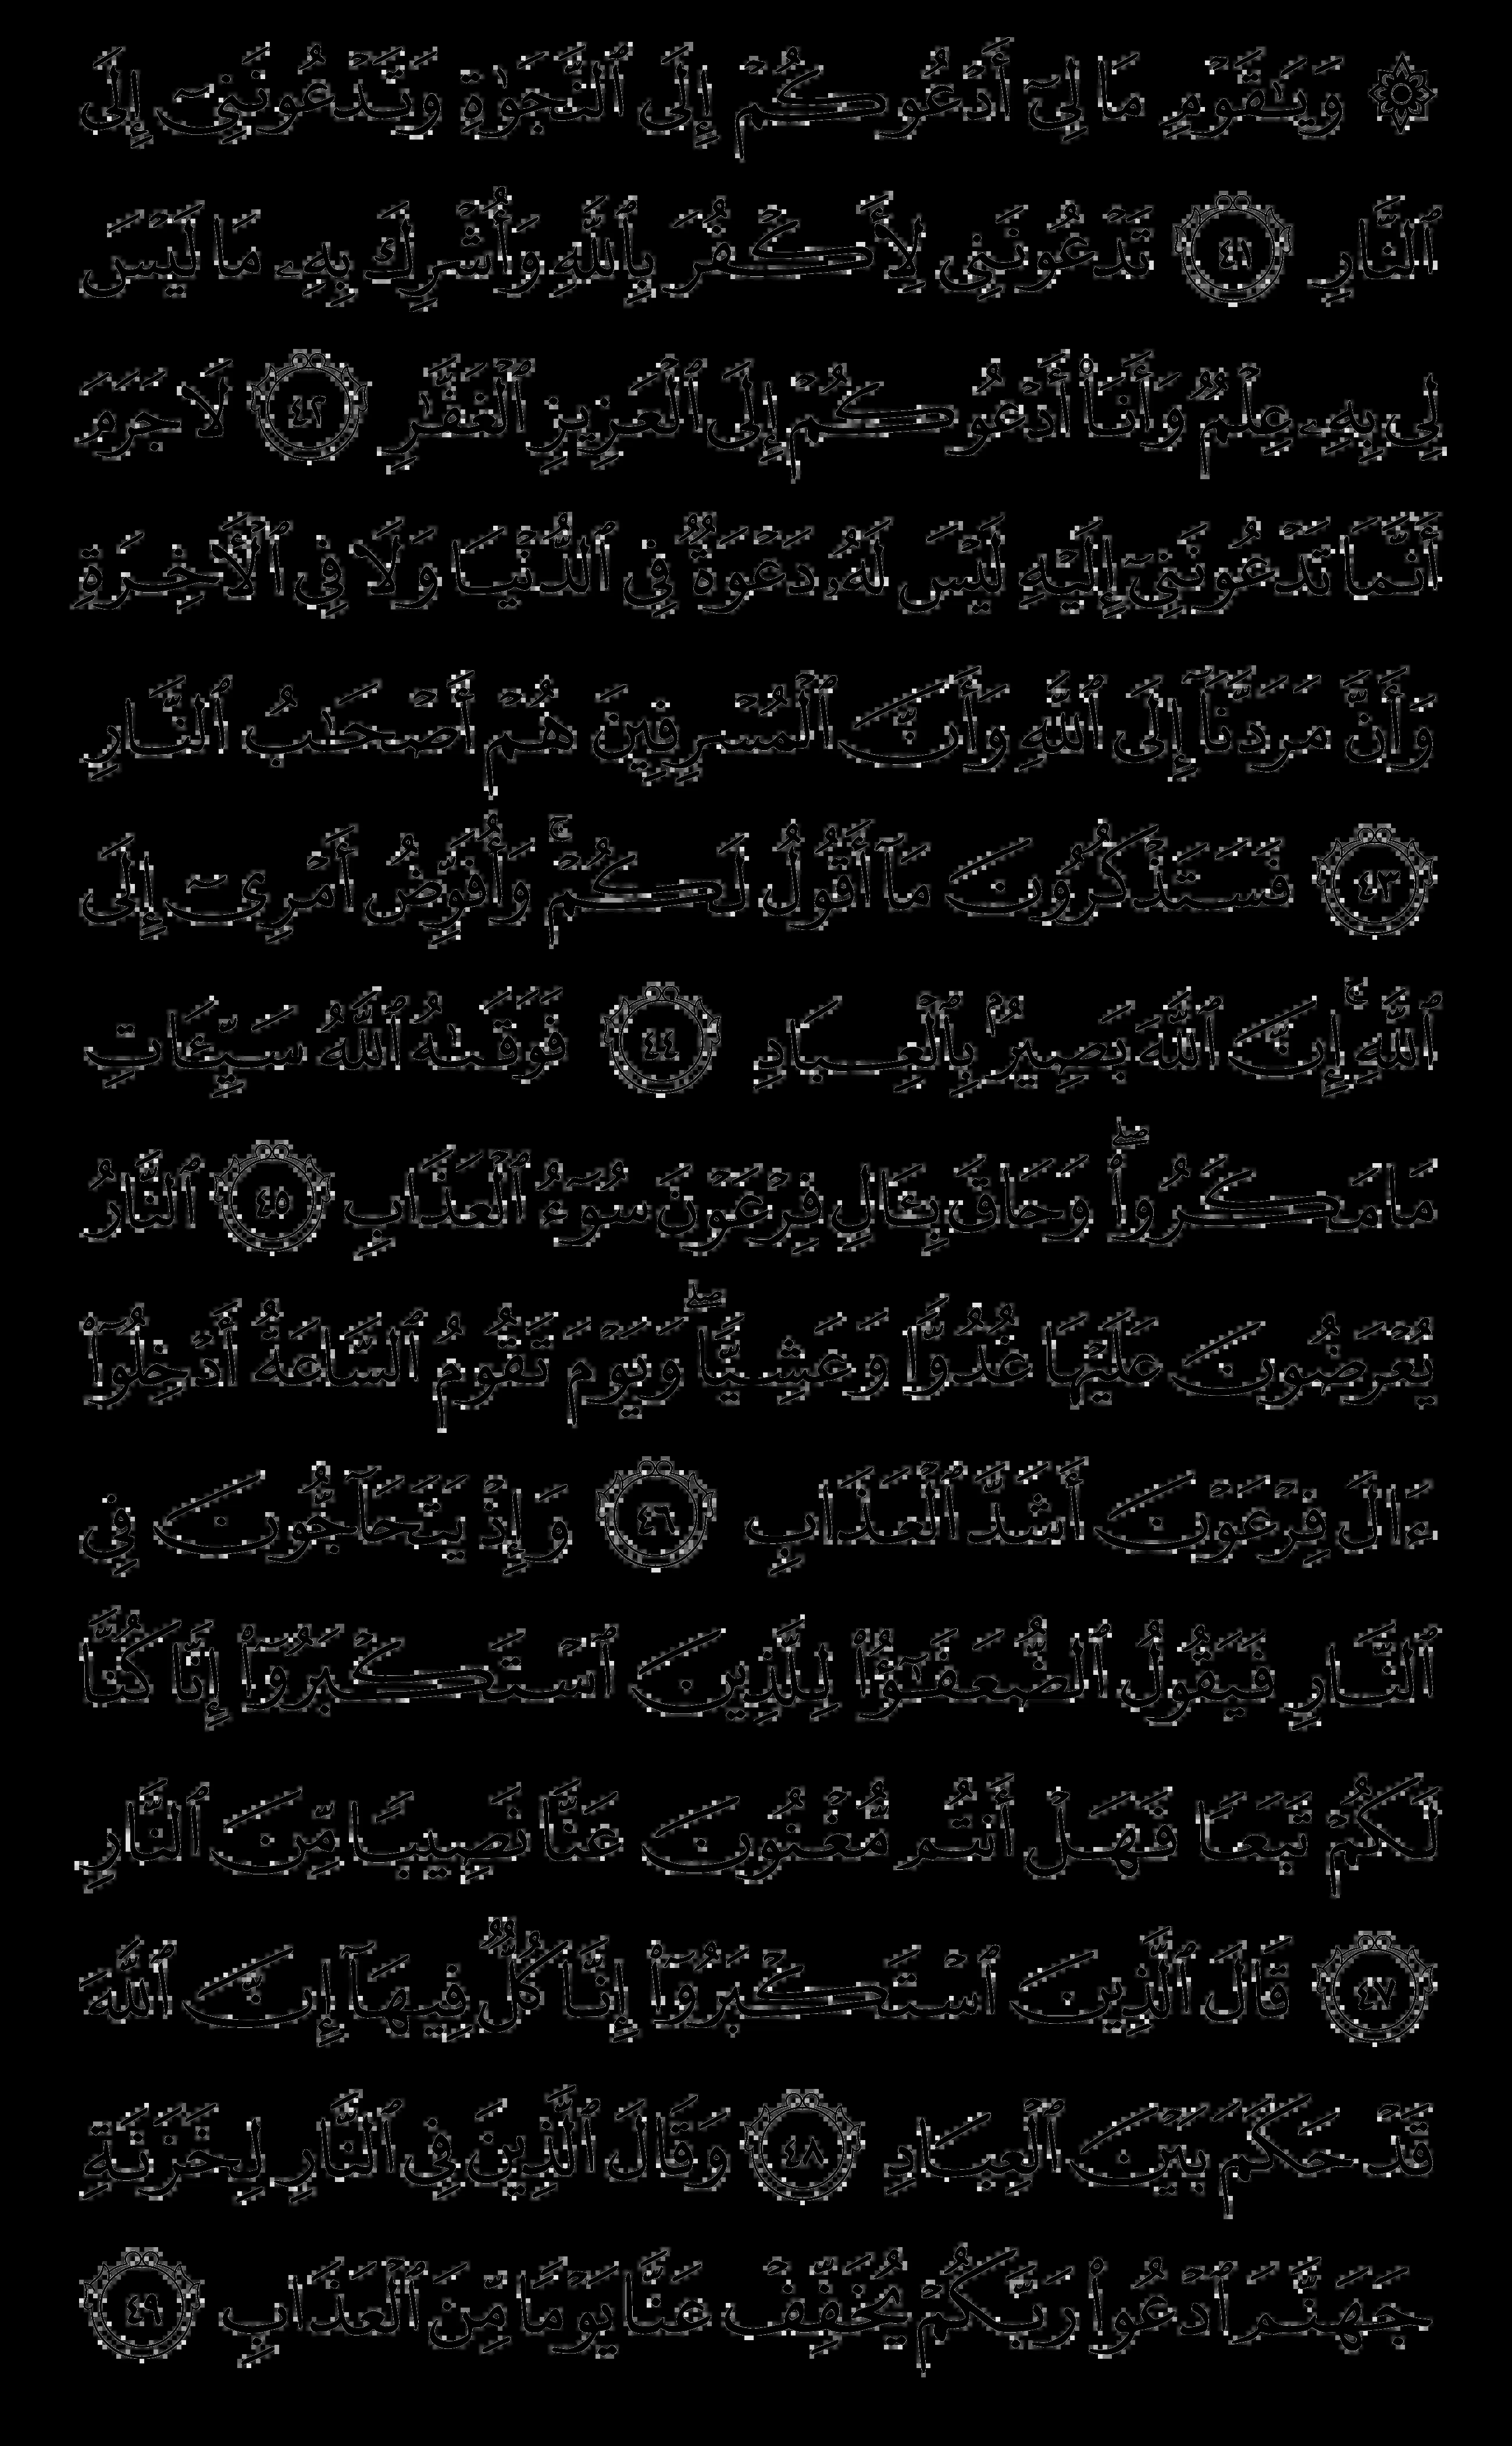 ۞ وَيَٰقَوْمِ مَا لِيٓ أَدْعُوكُمْ إِلَى ٱلنَّجَوٰةِ وَتَدْعُونَنِيٓ إِلَى
ٱلنَّارِ ٤١ تَدْعُونَنِي لِأَكْفُرَ بِٱللَّهِ وَأُشْرِكَ بِهِۦ مَا لَيْسَ
لِي بِهِۦ عِلْمٌ وَأَنَا۠ أَدْعُوكُمْ إِلَى ٱلْعَزِيزِ ٱلْغَفَّٰرِ ٤٢ لَا جَرَمَ
أَنَّمَا تَدْعُونَنِيٓ إِلَيْهِ لَيْسَ لَهُۥ دَعْوَةٌ فِي ٱلدُّنْيَا وَلَا فِي ٱلْأٓخِرَةِ
وَأَنَّ مَرَدَّنَآ إِلَى ٱللَّهِ وَأَنَّ ٱلْمُسْرِفِينَ هُمْ أَصْحَٰبُ ٱلنَّارِ
٤٣ فَسَتَذْكُرُونَ مَآ أَقُولُ لَكُمْۚ وَأُفَوِّضُ أَمْرِيٓ إِلَى
ٱللَّهِۚ إِنَّ ٱللَّهَ بَصِيرُۢ بِٱلْعِبَادِ ٤٤ فَوَقَىٰهُ ٱللَّهُ سَيِّـَٔاتِ
مَا مَكَرُوا۟ۖ وَحَاقَ بِـَٔالِ فِرْعَوْنَ سُوٓءُ ٱلْعَذَابِ ٤٥ ٱلنَّارُ
يُعْرَضُونَ عَلَيْهَا غُدُوًّا وَعَشِيًّاۖ وَيَوْمَ تَقُومُ ٱلسَّاعَةُ أَدْخِلُوٓا۟
ءَالَ فِرْعَوْنَ أَشَدَّ ٱلْعَذَابِ ٤٦ وَإِذْ يَتَحَآجُّونَ فِي
ٱلنَّارِ فَيَقُولُ ٱلضُّعَفَٰٓؤُا۟ لِلَّذِينَ ٱسْتَكْبَرُوٓا۟ إِنَّا كُنَّا
لَكُمْ تَبَعًا فَهَلْ أَنتُم مُّغْنُونَ عَنَّا نَصِيبًا مِّنَ ٱلنَّارِ
٤٧ قَالَ ٱلَّذِينَ ٱسْتَكْبَرُوٓا۟ إِنَّا كُلٌّ فِيهَآ إِنَّ ٱللَّهَ
قَدْ حَكَمَ بَيْنَ ٱلْعِبَادِ ٤٨ وَقَالَ ٱلَّذِينَ فِي ٱلنَّارِ لِخَزَنَةِ
جَهَنَّمَ ٱدْعُوا۟ رَبَّكُمْ يُخَفِّفْ عَنَّا يَوْمًا مِّنَ ٱلْعَذَابِ ٤٩